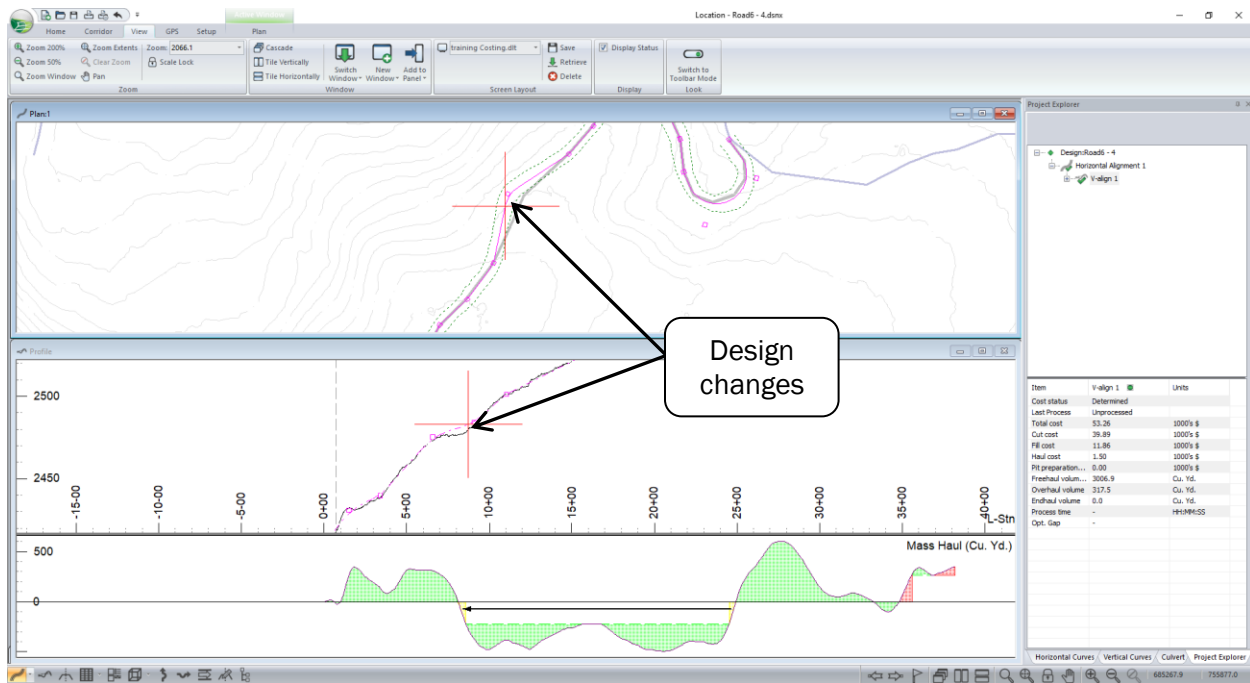 Active Window
Location - Road6 - 4.dsnx
Home Corridor View GPS Setup Plan
Zoom 200% Zoom Extents Zoom: 2066.1
Zoom 50% Clear Zoom Scale Lock
Zoom Window Pan
Zoom
Cascade
Tile Vertically
Tile Horizontally
Switch Window
New Window
Add to Panel
Window
training Costing.dlt
Save
Retrieve
Delete
Screen Layout
Display Status
Display
Switch to
Toolbar Mode
Look
Plan:1
Design
changes
Profile
2500
2450
-15+00 -10+00 -5+00 0+00 5+00 10+00 15+00 20+00 25+00 30+00 35+00 40+00
L-Stn
Mass Haul (Cu. Yd.)
500
0
Project Explorer
Design:Road6 - 4
Horizontal Alignment 1
V-align 1
Item V-align 1 Units
Cost status Determined
Last Process Unprocessed
Total cost 53.26 1000's $
Cut cost 39.89 1000's $
Fill cost 11.86 1000's $
Haul cost 1.50 1000's $
Pit preparation... 0.00 1000's $
Freehaul volum... 3006.9 Cu. Yd.
Overhaul volume 317.5 Cu. Yd.
Endhaul volume 0.0 Cu. Yd.
Process time - HH:MM:SS
Opt. Gap -
Horizontal Curves Vertical Curves Culvert Project Explorer
685267.9 755877.0